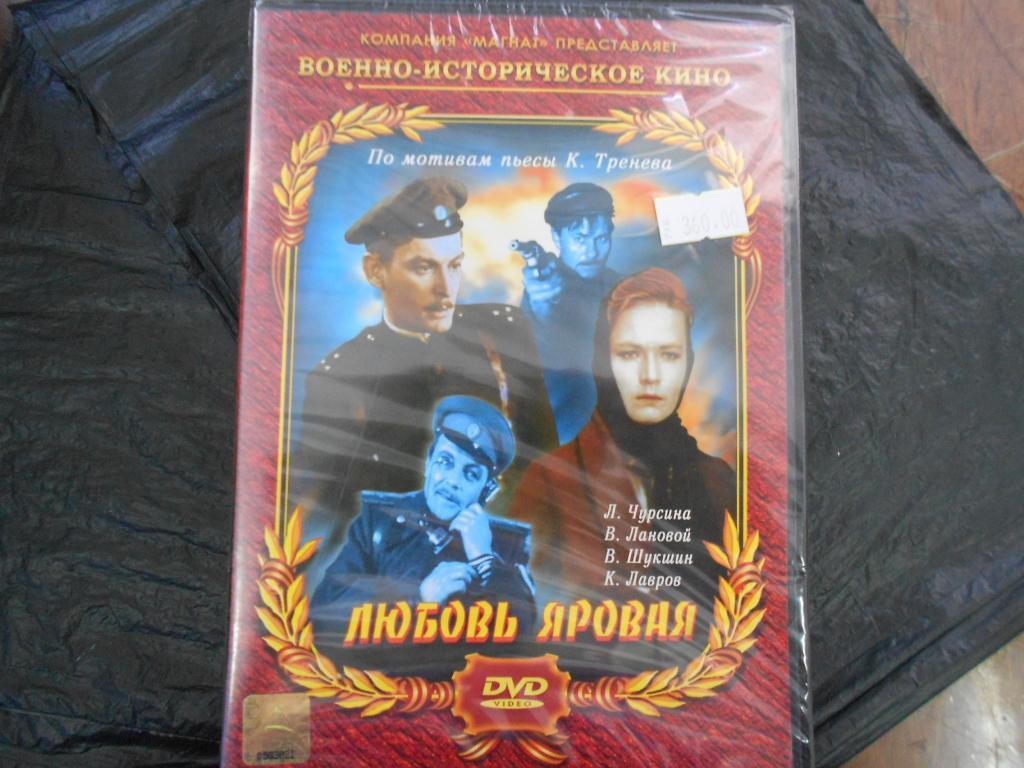 КОМПАНИЯ «МАГНАТ» ПРЕДСТАВЛЯЕТ
ВОЕННО-ИСТОРИЧЕСКОЕ КИНО
По мотивам пьесы К. Тренева
360.00
Л. Чурсина
В. Лановой
В. Шукшин
К. Лавров
ЛЮБОВЬ ЯРОВАЯ
DVD
VIDEO